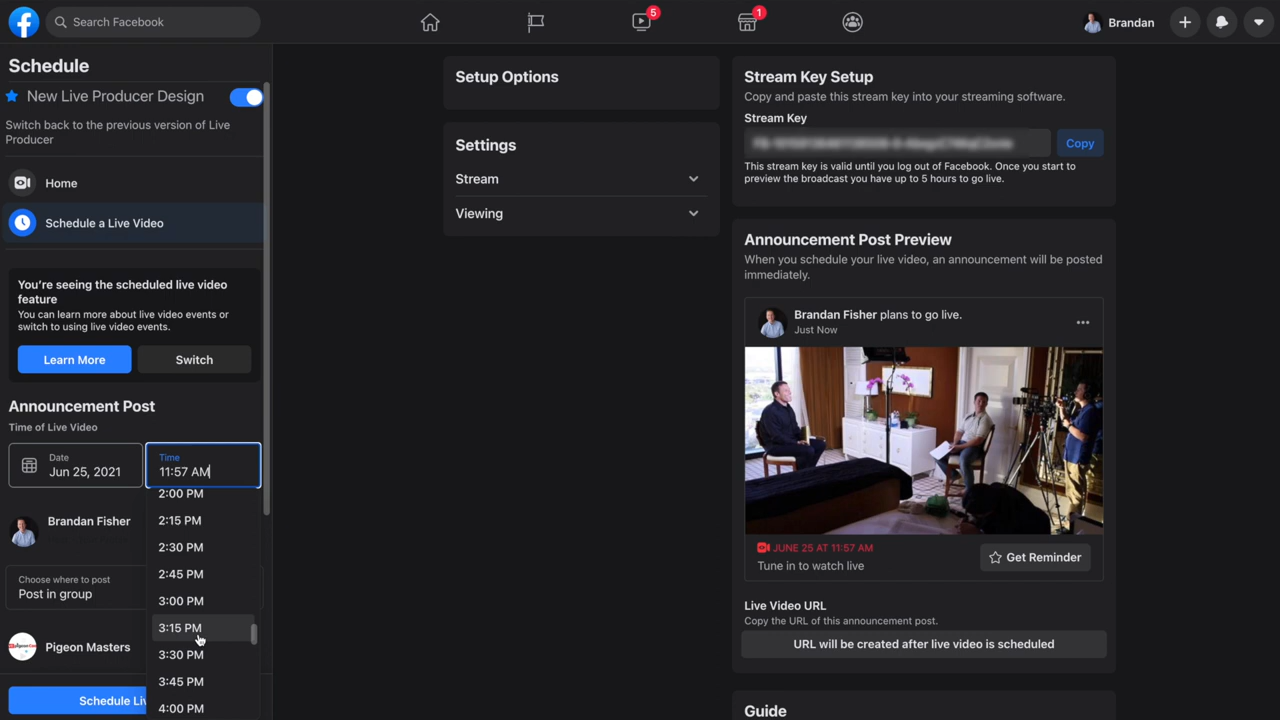 Search Facebook
5
1
Brandan
Schedule
New Live Producer Design
Switch back to the previous version of Live
Producer
Home
Schedule a Live Video
You're seeing the scheduled live video
feature
You can learn more about live video events or
switch to using live video events.
Learn More
Switch
Announcement Post
Time of Live Video
Date
Jun 25, 2021
Time
11:57 AM
2:00 PM
2:15 PM
2:30 PM
2:45 PM
3:00 PM
3:15 PM
3:30 PM
3:45 PM
4:00 PM
Brandan Fisher
Choose where to post
Post in group
Pigeon Masters
Schedule
Setup Options
Settings
Stream
Viewing
Stream Key Setup
Copy and paste this stream key into your streaming software.
Stream Key
Copy
This stream key is valid until you log out of Facebook. Once you start to
preview the broadcast you have up to 5 hours to go live.
Announcement Post Preview
When you schedule your live video, an announcement will be posted
immediately.
Brandan Fisher plans to go live.
Just Now
JUNE 25 AT 11:57 AM
Tune in to watch live
Get Reminder
Live Video URL
Copy the URL of this announcement post.
URL will be created after live video is scheduled
Guide